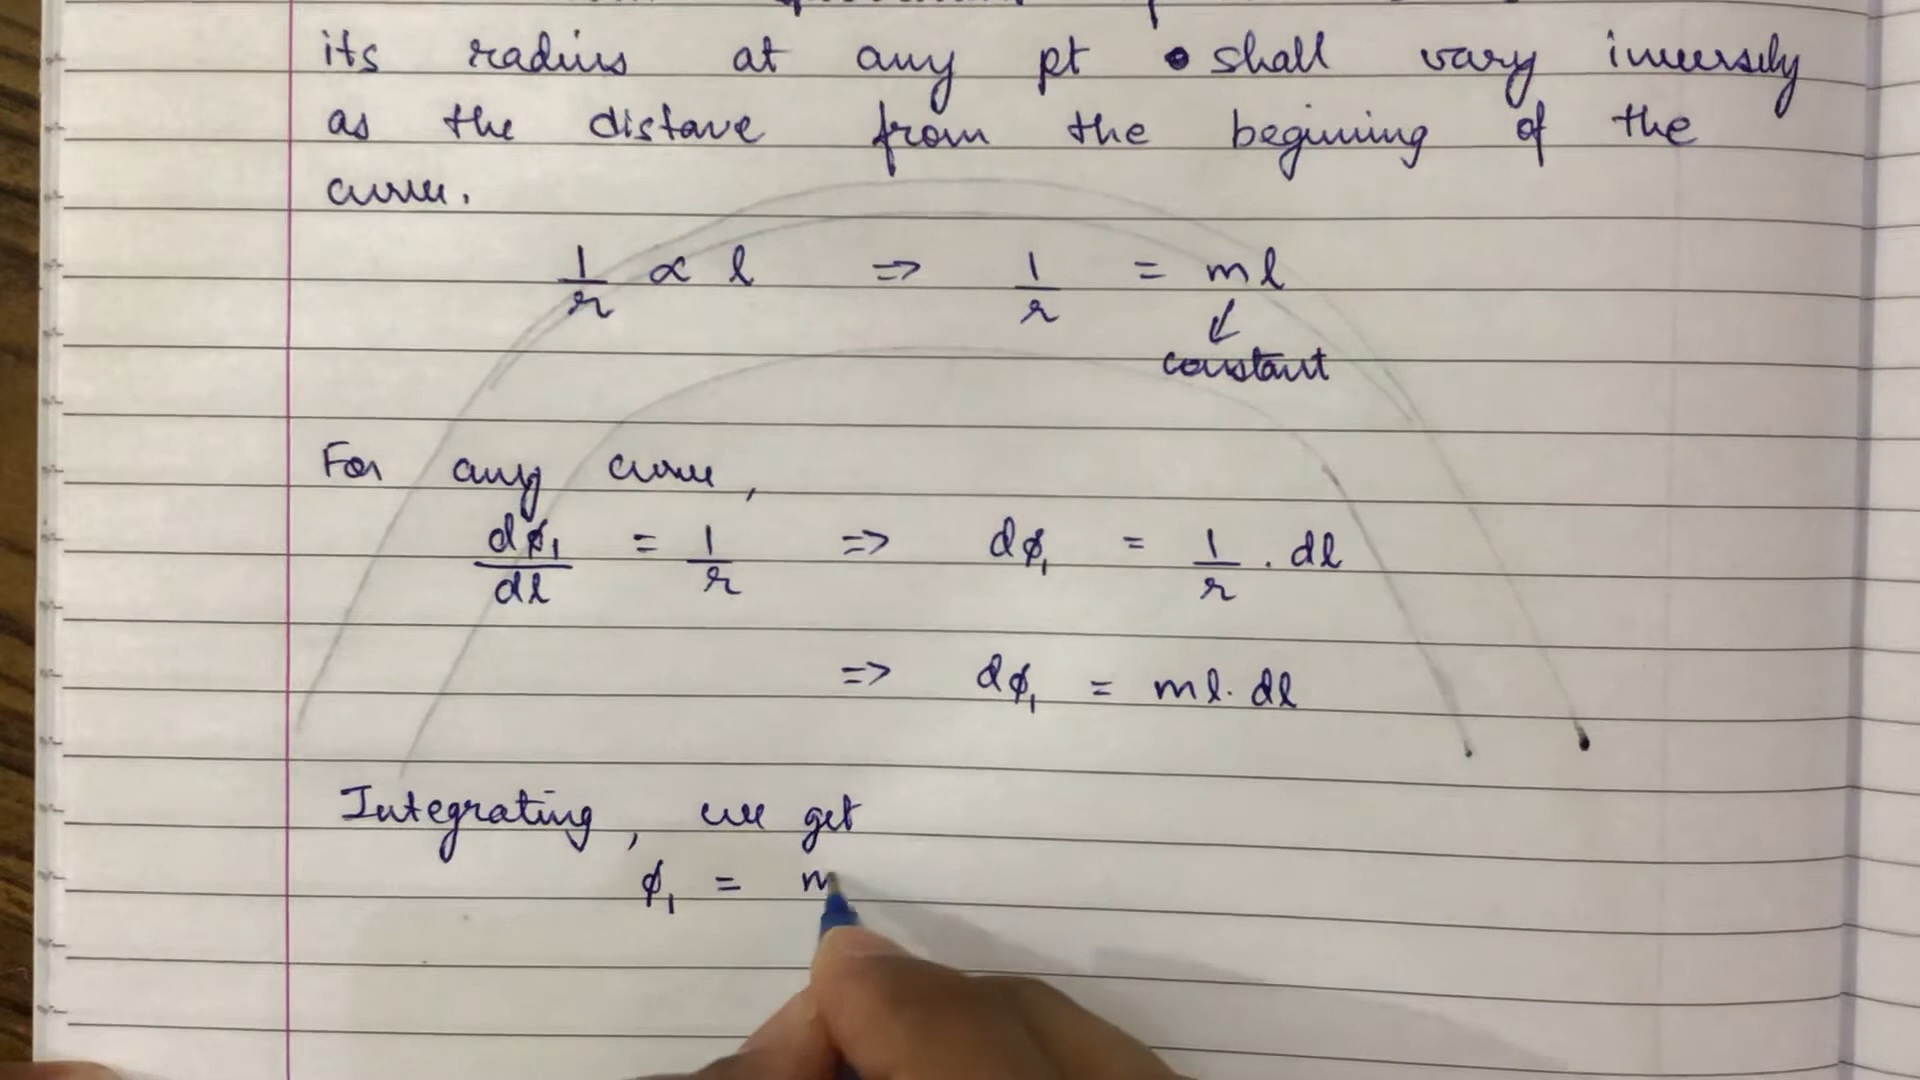 its radius at any pt shall vary inversely
as the distance from the begining of the
curve.
1/r ∝ l => 1/r = ml
↓
constant
For any curve,
dϕ₁/dl = 1/r => dϕ₁ = 1/r . dl
=> dϕ₁ = ml. dl
Integrating, we get
ϕ₁ = m